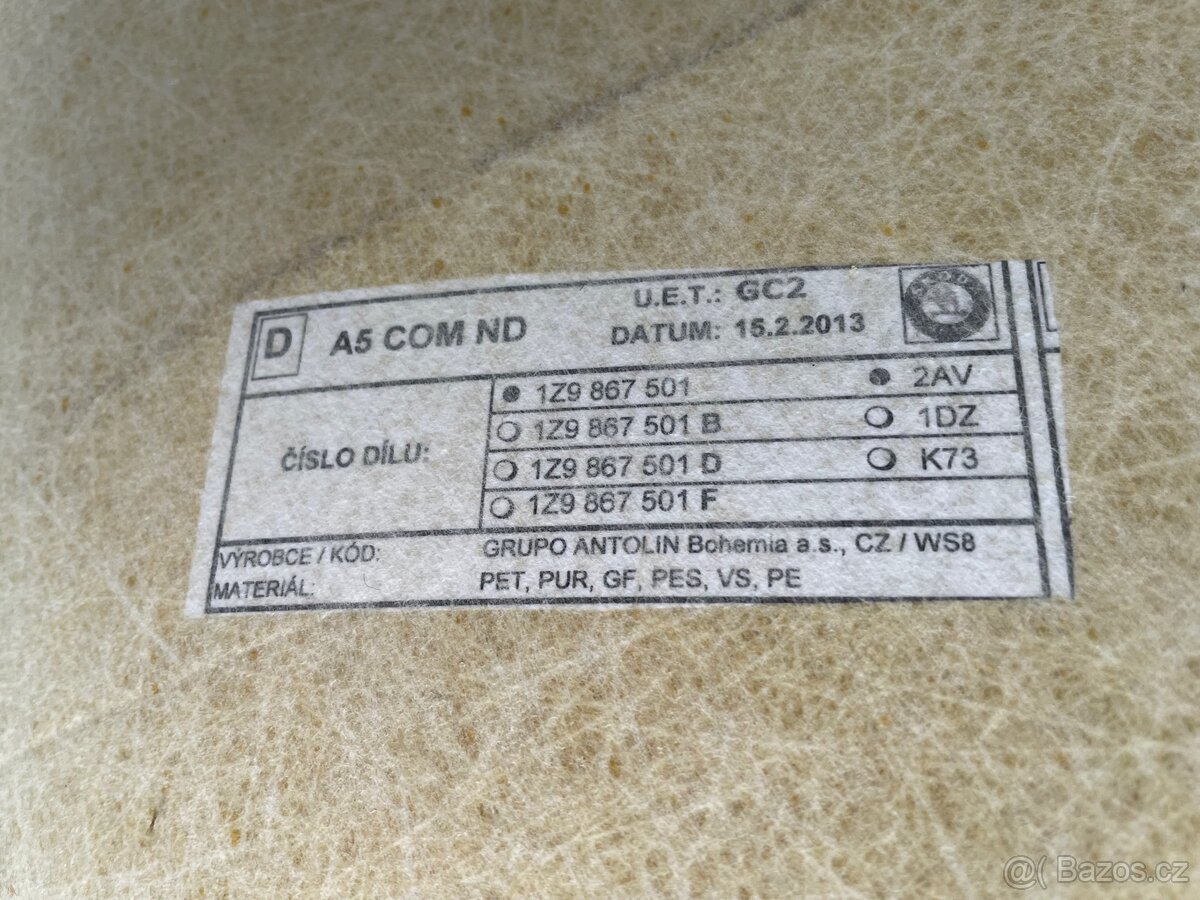 D A5 COM ND U.E.T.: GC2
DATUM: 15.2.2013
ČÍSLO DÍLU:
1Z9 867 501 2AV
1Z9 867 501 B 1DZ
1Z9 867 501 D K73
1Z9 867 501 F
VÝROBCE / KÓD: GRUPO ANTOLIN Bohemia a.s., CZ / WS8
MATERIÁL: PET, PUR, GF, PES, VS, PE
Bazos.cz